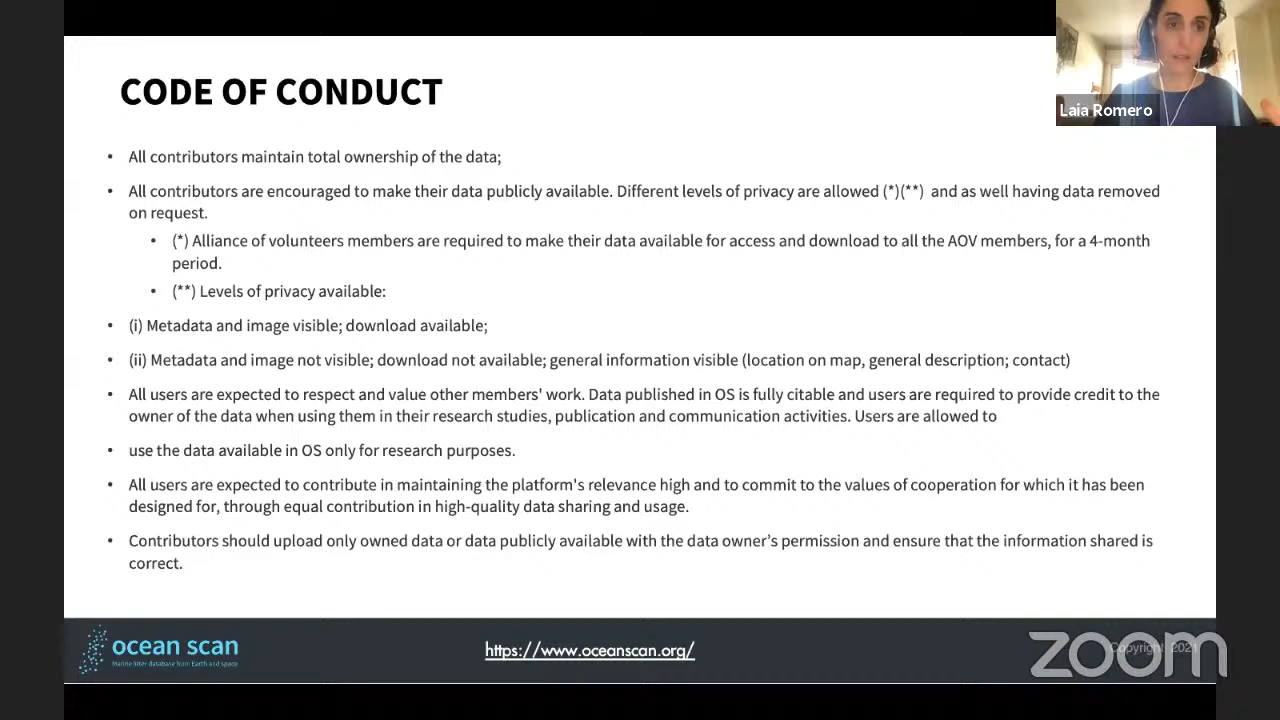 CODE OF CONDUCT
Laia Romero
• All contributors maintain total ownership of the data;
• All contributors are encouraged to make their data publicly available. Different levels of privacy are allowed (*)(**) and as well having data removed
on request.
• (*) Alliance of volunteers members are required to make their data available for access and download to all the AOV members, for a 4-month
period.
• (**) Levels of privacy available:
• (i) Metadata and image visible; download available;
• (ii) Metadata and image not visible; download not available; general information visible (location on map, general description; contact)
• All users are expected to respect and value other members' work. Data published in OS is fully citable and users are required to provide credit to the
owner of the data when using them in their research studies, publication and communication activities. Users are allowed to
• use the data available in OS only for research purposes.
• All users are expected to contribute in maintaining the platform's relevance high and to commit to the values of cooperation for which it has been
designed for, through equal contribution in high-quality data sharing and usage.
• Contributors should upload only owned data or data publicly available with the data owner's permission and ensure that the information shared is
correct.
ocean scan
Marine litter database from Earth and space
https://www.oceanscan.org/
Copyright 2021
zoom